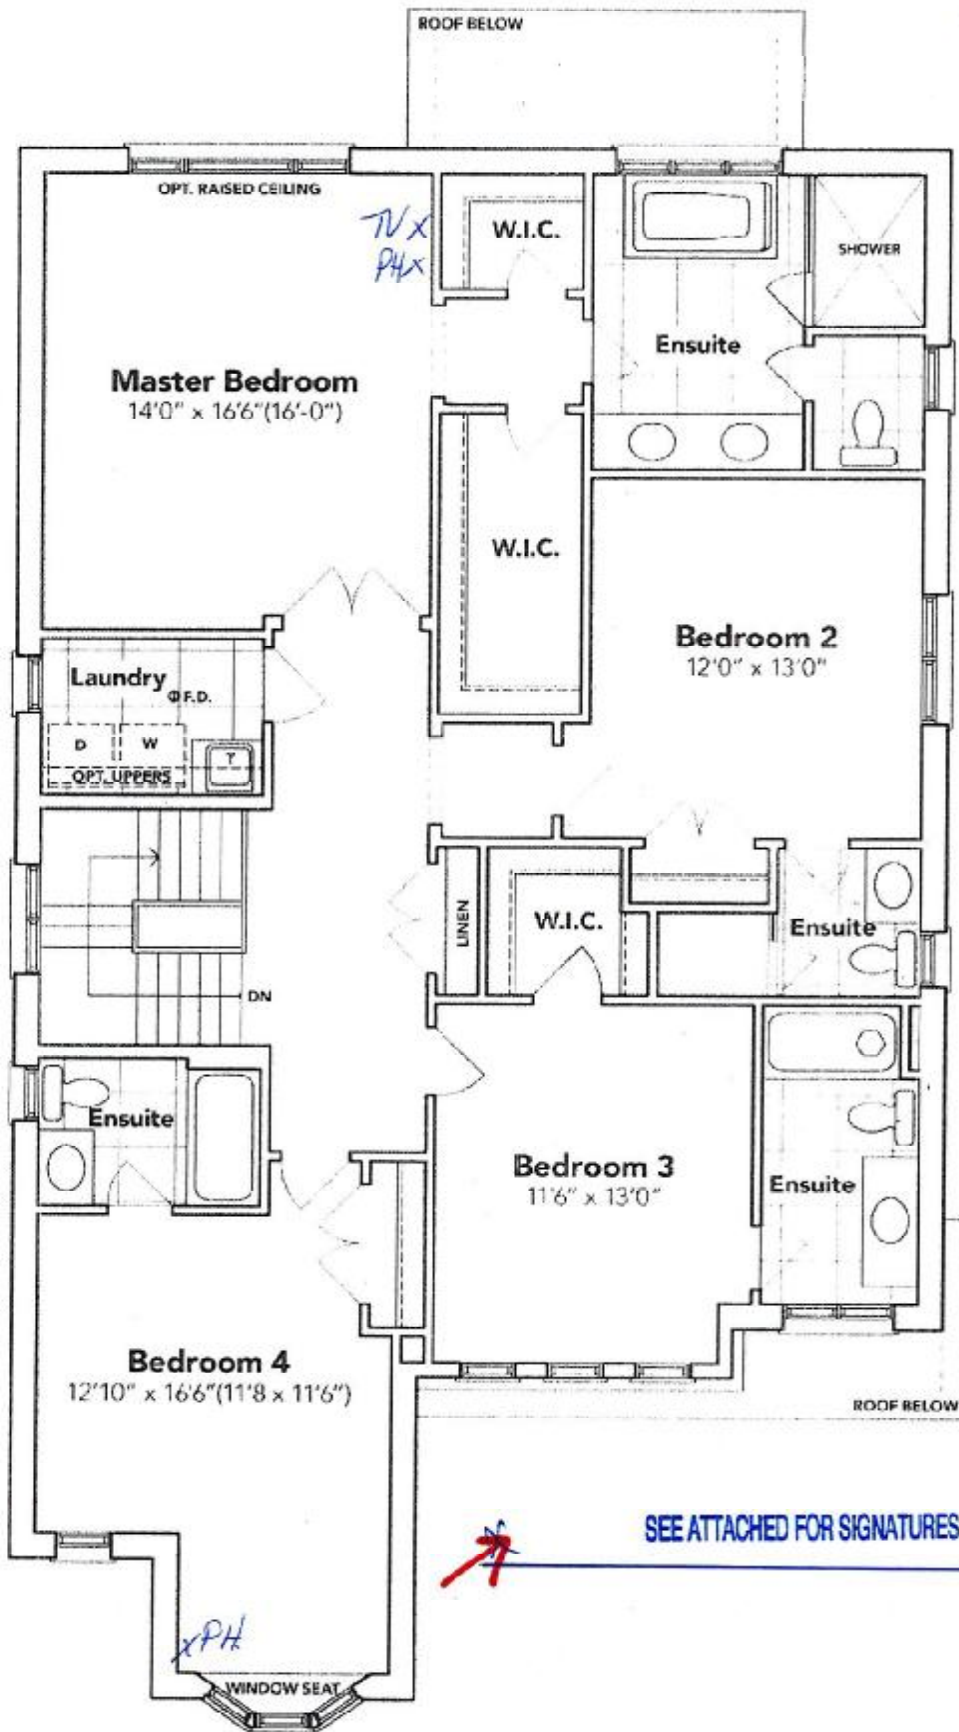 ROOF BELOW
OPT. RAISED CEILING
TV X
PH X
W.I.C.
SHOWER
Ensuite
Master Bedroom
14'0" x 16'6"(16'-0")
W.I.C.
Bedroom 2
12'0" x 13'0"
Laundry
F.D.
D
W
T
OPT. UPPERS
LINEN
W.I.C.
Ensuite
DN
Ensuite
Bedroom 3
11'6" x 13'0"
Ensuite
Bedroom 4
12'10" x 16'6"(11'8 x 11'6")
ROOF BELOW
SEE ATTACHED FOR SIGNATURES
x PH
WINDOW SEAT